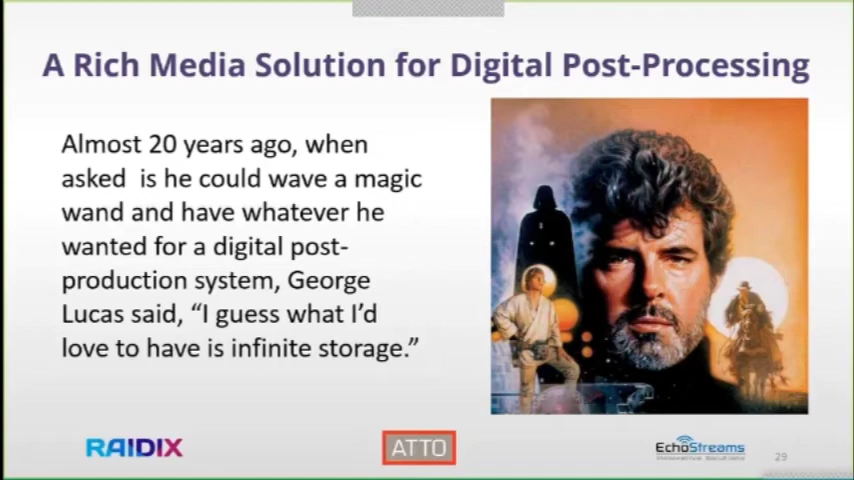 A Rich Media Solution for Digital Post-Processing
Almost 20 years ago, when
asked is he could wave a magic
wand and have whatever he
wanted for a digital post-
production system, George
Lucas said, “I guess what I’d
love to have is infinite storage.”
RAIDIX
ATTO
EchoStreams
29